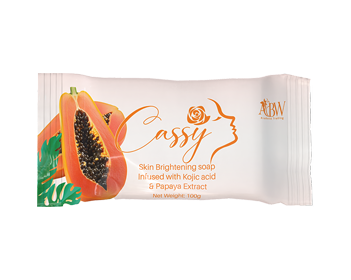 Cassy
Skin Brightening soap
Infused with Kojic acid
& Papaya Extract
Net Weight: 100g
ABW